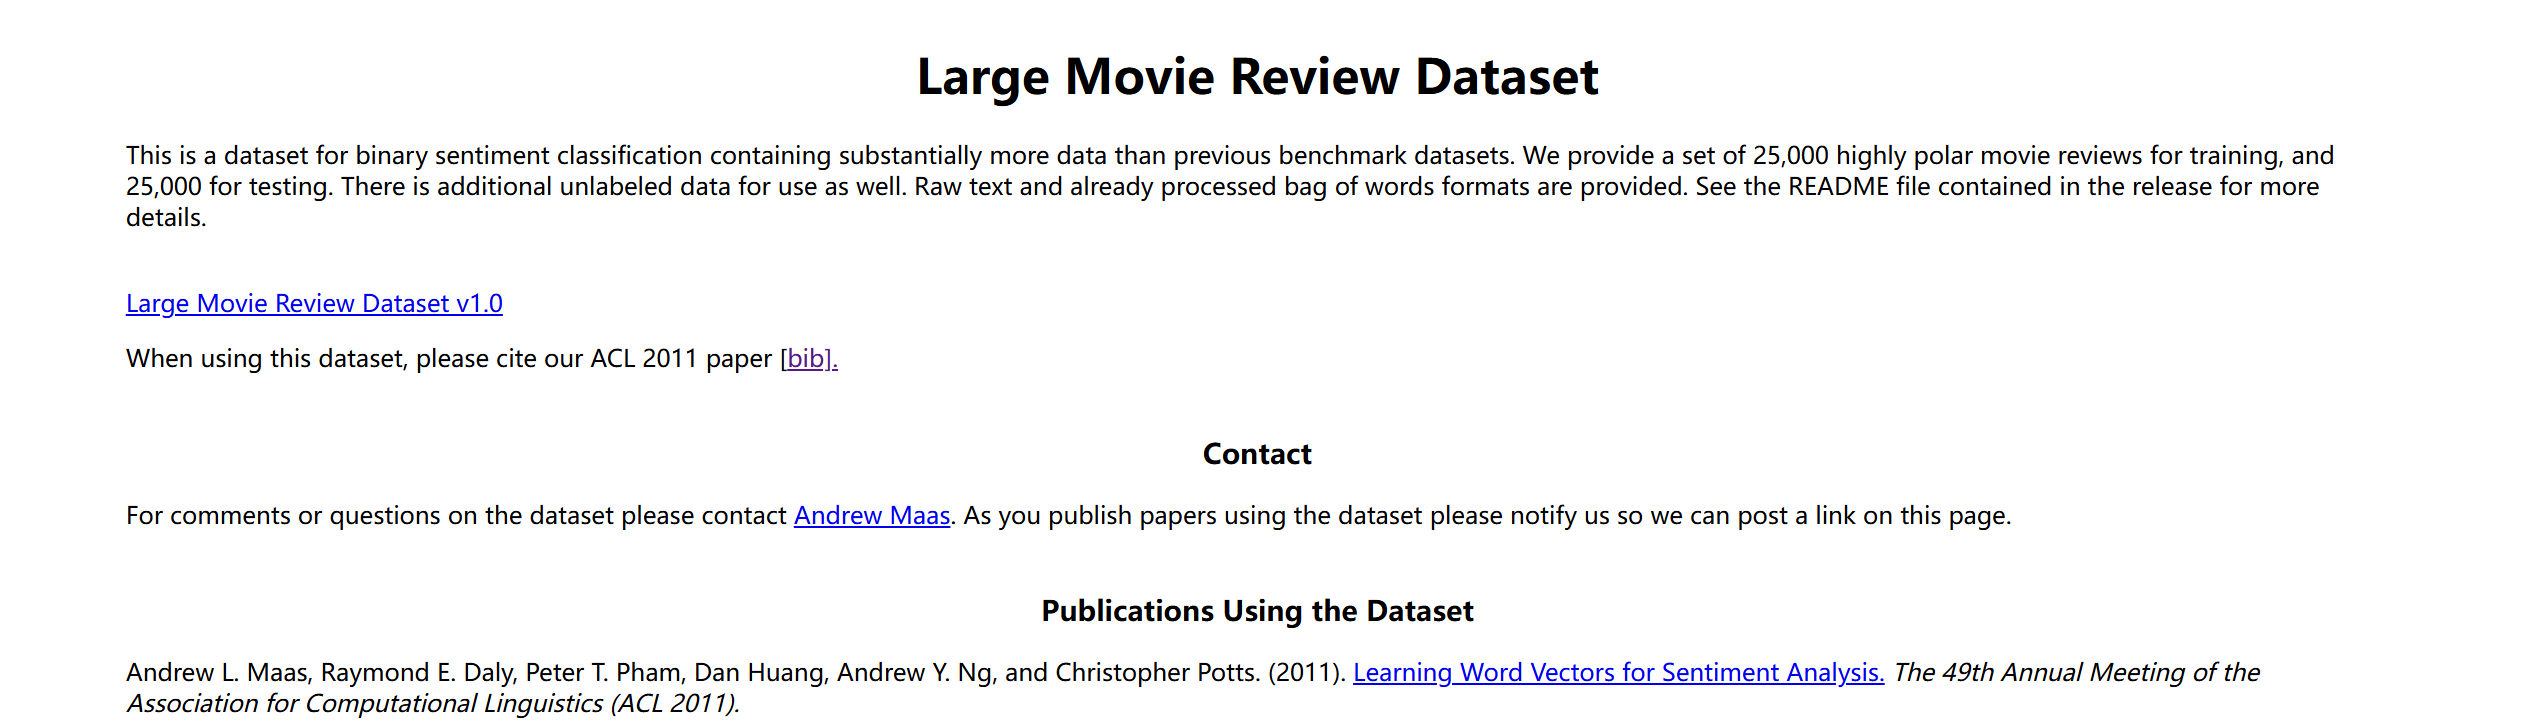 Large Movie Review Dataset
This is a dataset for binary sentiment classification containing substantially more data than previous benchmark datasets. We provide a set of 25,000 highly polar movie reviews for training, and
25,000 for testing. There is additional unlabeled data for use as well. Raw text and already processed bag of words formats are provided. See the README file contained in the release for more
details.
Large Movie Review Dataset v1.0
When using this dataset, please cite our ACL 2011 paper [bib].
Contact
For comments or questions on the dataset please contact Andrew Maas. As you publish papers using the dataset please notify us so we can post a link on this page.
Publications Using the Dataset
Andrew L. Maas, Raymond E. Daly, Peter T. Pham, Dan Huang, Andrew Y. Ng, and Christopher Potts. (2011). Learning Word Vectors for Sentiment Analysis. The 49th Annual Meeting of the
Association for Computational Linguistics (ACL 2011).